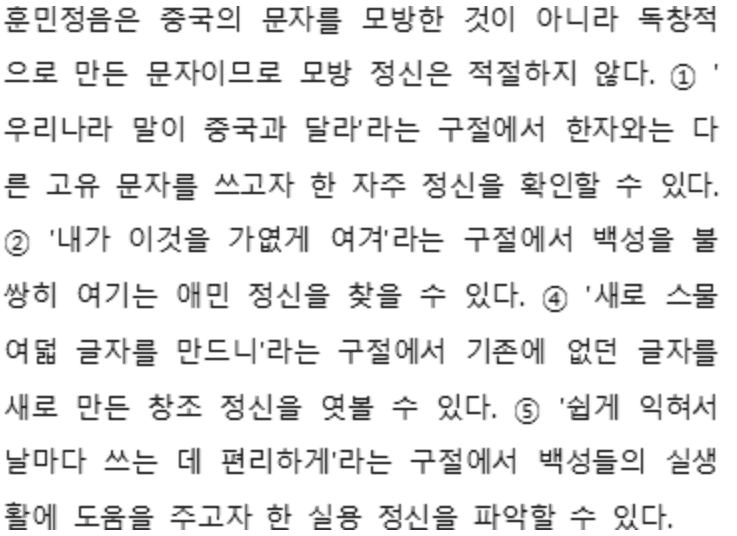 훈민정음은 중국의 문자를 모방한 것이 아니라 독창적
으로 만든 문자이므로 모방 정신은 적절하지 않다. ① '
우리나라 말이 중국과 달라'라는 구절에서 한자와는 다
른 고유 문자를 쓰고자 한 자주 정신을 확인할 수 있다.
② '내가 이것을 가엾게 여겨'라는 구절에서 백성을 불
쌍히 여기는 애민 정신을 찾을 수 있다. ④ '새로 스물
여덟 글자를 만드니'라는 구절에서 기존에 없던 글자를
새로 만든 창조 정신을 엿볼 수 있다. ⑤ '쉽게 익혀서
날마다 쓰는 데 편리하게'라는 구절에서 백성들의 실생
활에 도움을 주고자 한 실용 정신을 파악할 수 있다.